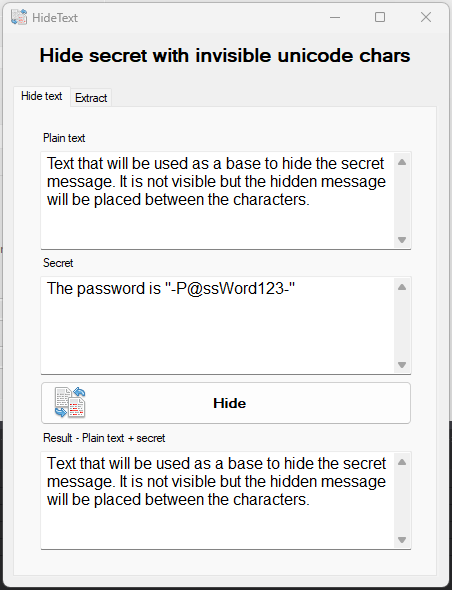 HideText
Hide secret with invisible unicode chars
Hide text Extract
Plain text
Text that will be used as a base to hide the secret
message. It is not visible but the hidden message
will be placed between the characters.
Secret
The password is "-P@ssWord123-"
Hide
Result - Plain text + secret
Text that will be used as a base to hide the secret
message. It is not visible but the hidden message
will be placed between the characters.